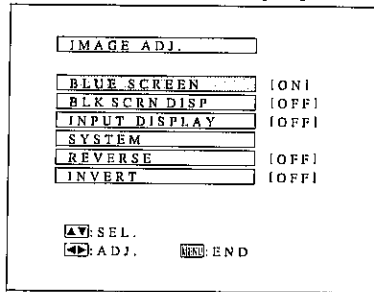 IMAGE ADJ.
BLUE SCREEN [ON]
BLK SCRN DISP [OFF]
INPUT DISPLAY [OFF]
SYSTEM
REVERSE [OFF]
INVERT [OFF]
▲▼:SEL.
◀▶:ADJ. MENU:END